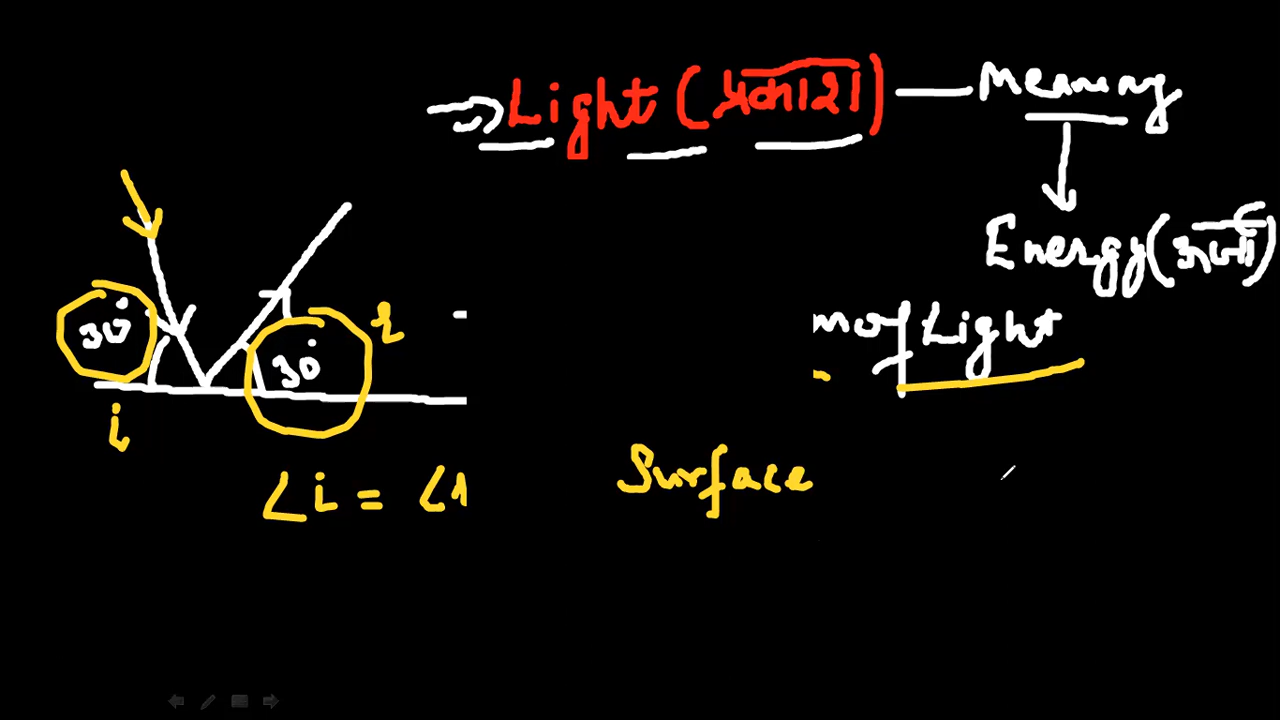 Light (प्रकाश) — Meaning
Energy (ऊर्जा)
30° 30° r
of Light
i
∠i = ∠
Surface